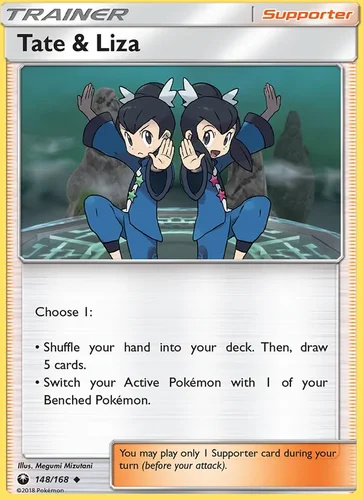 TRAINER Supporter
Tate & Liza
Choose 1:
• Shuffle your hand into your deck. Then, draw
5 cards.
• Switch your Active Pokémon with 1 of your
Benched Pokémon.
Illus. Megumi Mizutani
148/168 ◆
©2018 Pokémon
You may play only 1 Supporter card during your
turn (before your attack).